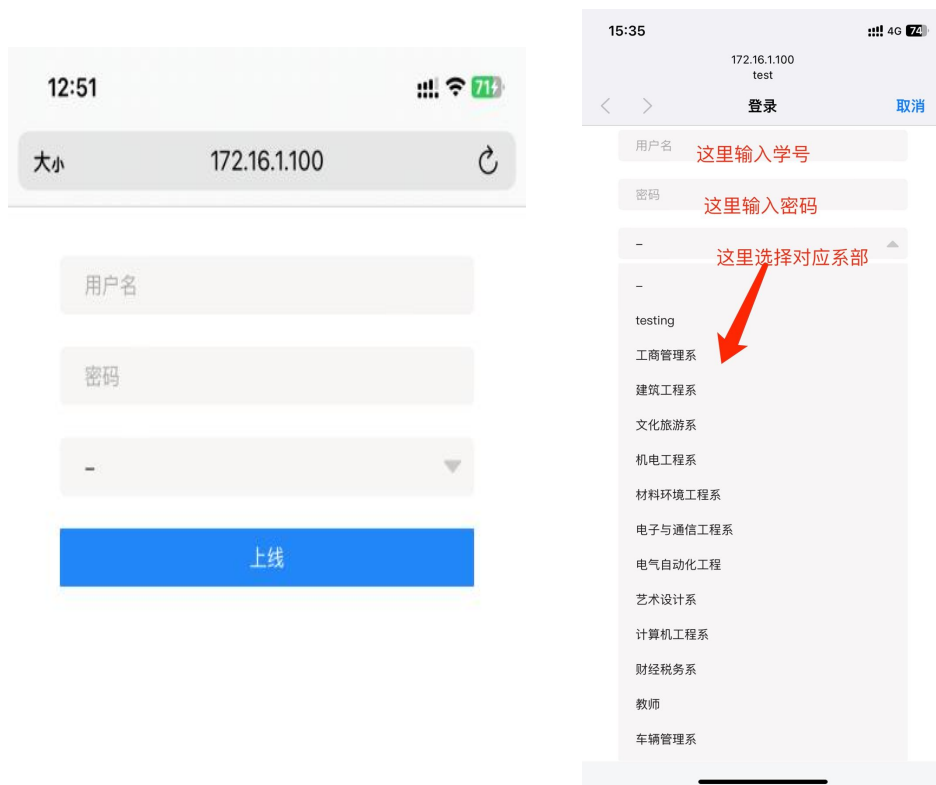 12:51
71
大小 172.16.1.100
用户名
密码
–
上线
15:35 4G 74
172.16.1.100
test
登录 取消
用户名 这里输入学号
密码 这里输入密码
–
这里选择对应系部
–
testing
工商管理系
建筑工程系
文化旅游系
机电工程系
材料环境工程系
电子与通信工程系
电气自动化工程
艺术设计系
计算机工程系
财经税务系
教师
车辆管理系